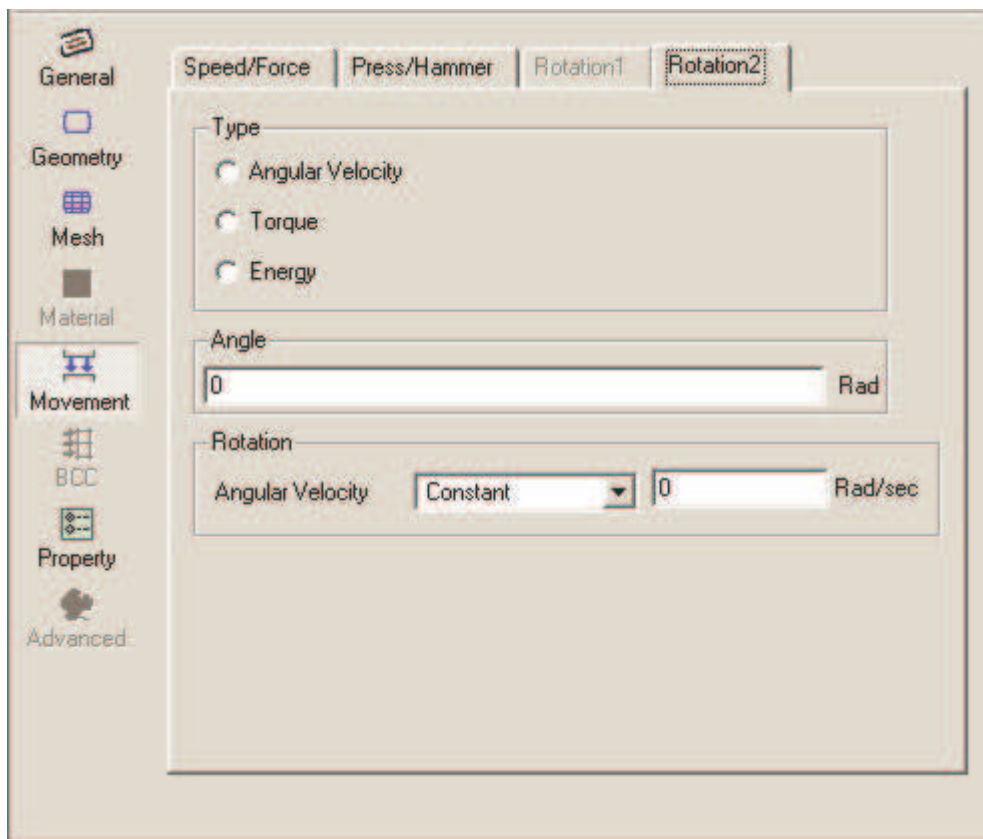 General
Geometry
Mesh
Material
Movement
BCC
Property
Advanced
Speed/Force
Press/Hammer
Rotation1
Rotation2
Type
Angular Velocity
Torque
Energy
Angle
0 Rad
Rotation
Angular Velocity Constant 0 Rad/sec